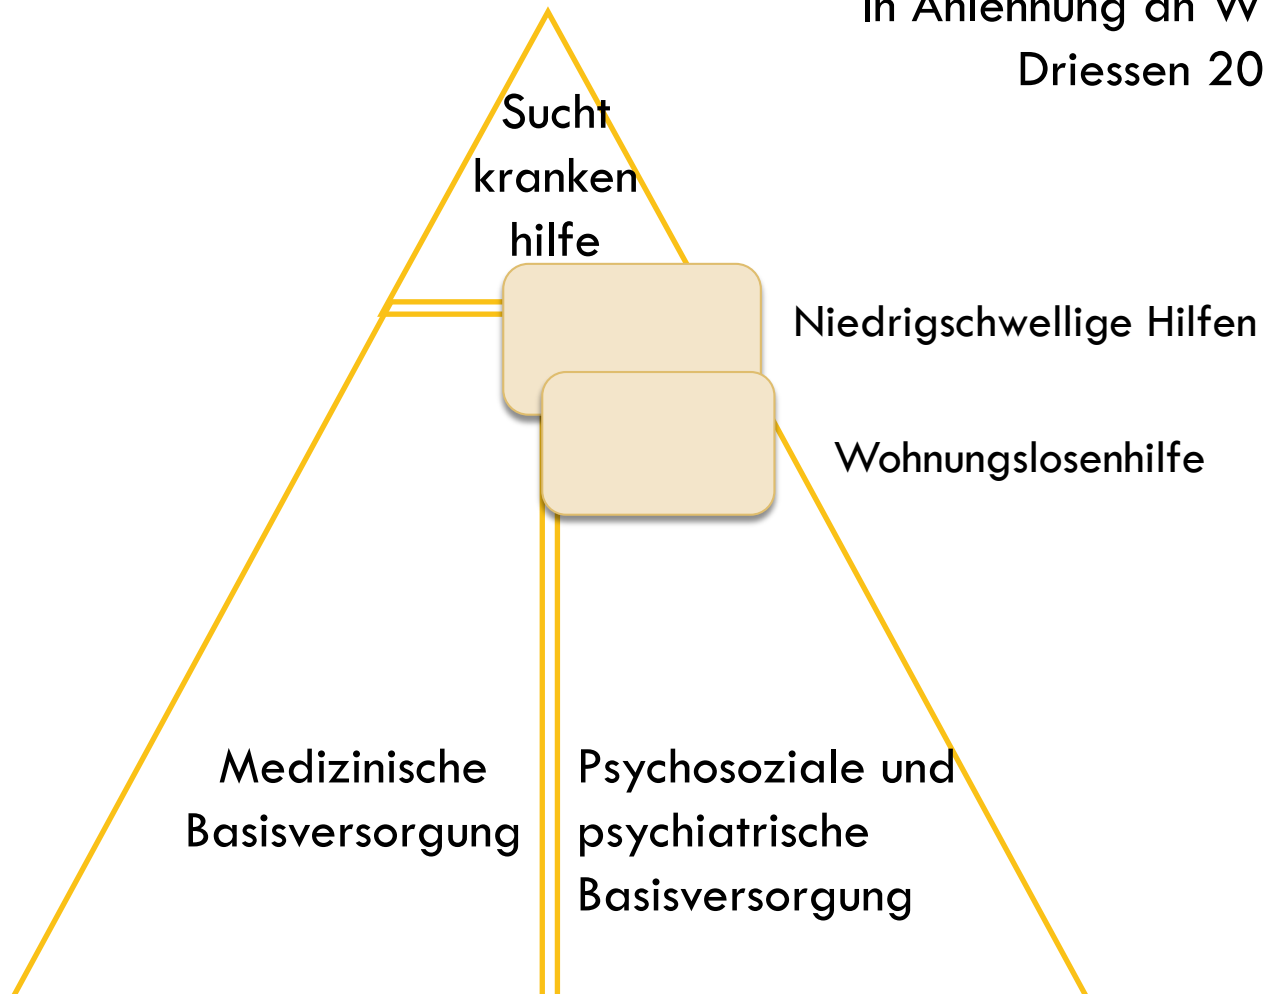 In Anlehnung an W
Driessen 20
Sucht
kranken
hilfe
Niedrigschwellige Hilfen
Wohnungslosenhilfe
Medizinische
Basisversorgung
Psychosoziale und
psychiatrische
Basisversorgung